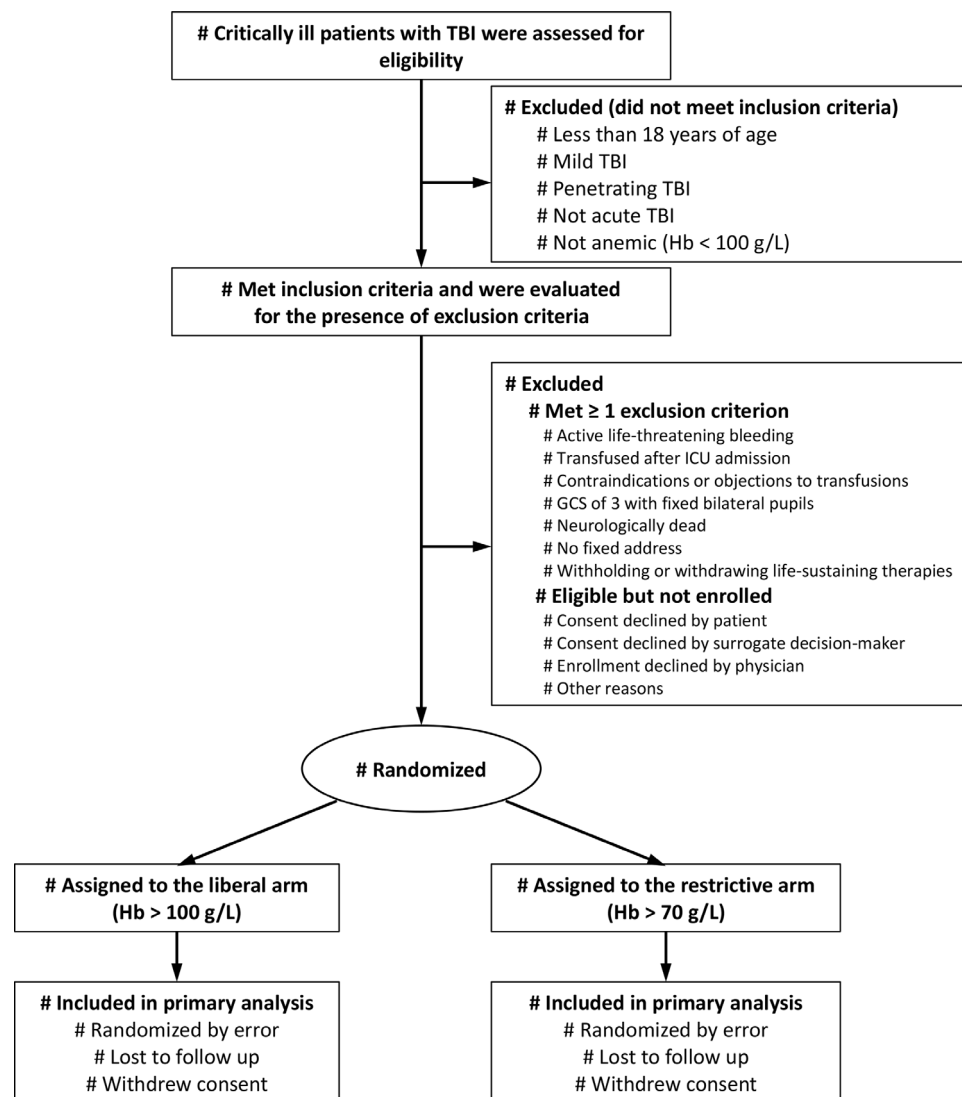 # Critically ill patients with TBI were assessed for
eligibility
# Excluded (did not meet inclusion criteria)
# Less than 18 years of age
# Mild TBI
# Penetrating TBI
# Not acute TBI
# Not anemic (Hb < 100 g/L)
# Met inclusion criteria and were evaluated
for the presence of exclusion criteria
# Excluded
# Met ≥ 1 exclusion criterion
# Active life-threatening bleeding
# Transfused after ICU admission
# Contraindications or objections to transfusions
# GCS of 3 with fixed bilateral pupils
# Neurologically dead
# No fixed address
# Withholding or withdrawing life-sustaining therapies
# Eligible but not enrolled
# Consent declined by patient
# Consent declined by surrogate decision-maker
# Enrollment declined by physician
# Other reasons
# Randomized
# Assigned to the liberal arm
(Hb > 100 g/L)
# Assigned to the restrictive arm
(Hb > 70 g/L)
# Included in primary analysis
# Randomized by error
# Lost to follow up
# Withdrew consent
# Included in primary analysis
# Randomized by error
# Lost to follow up
# Withdrew consent